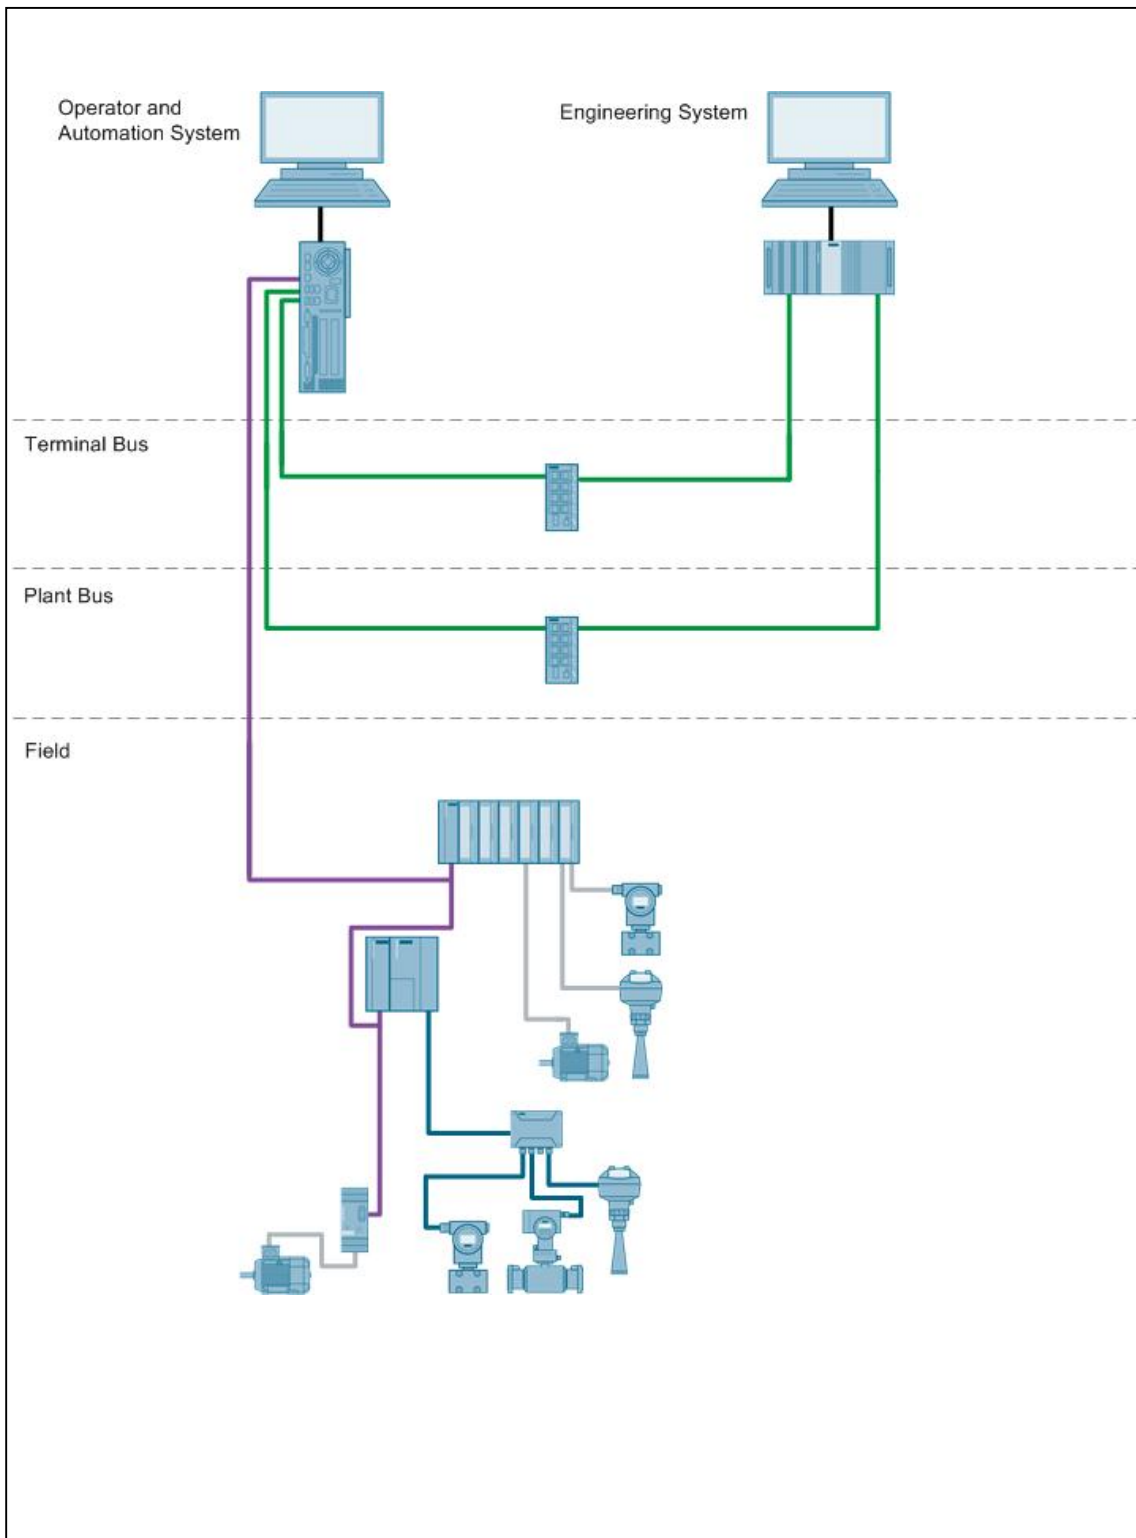 Operator and
Automation System
Engineering System
Terminal Bus
Plant Bus
Field